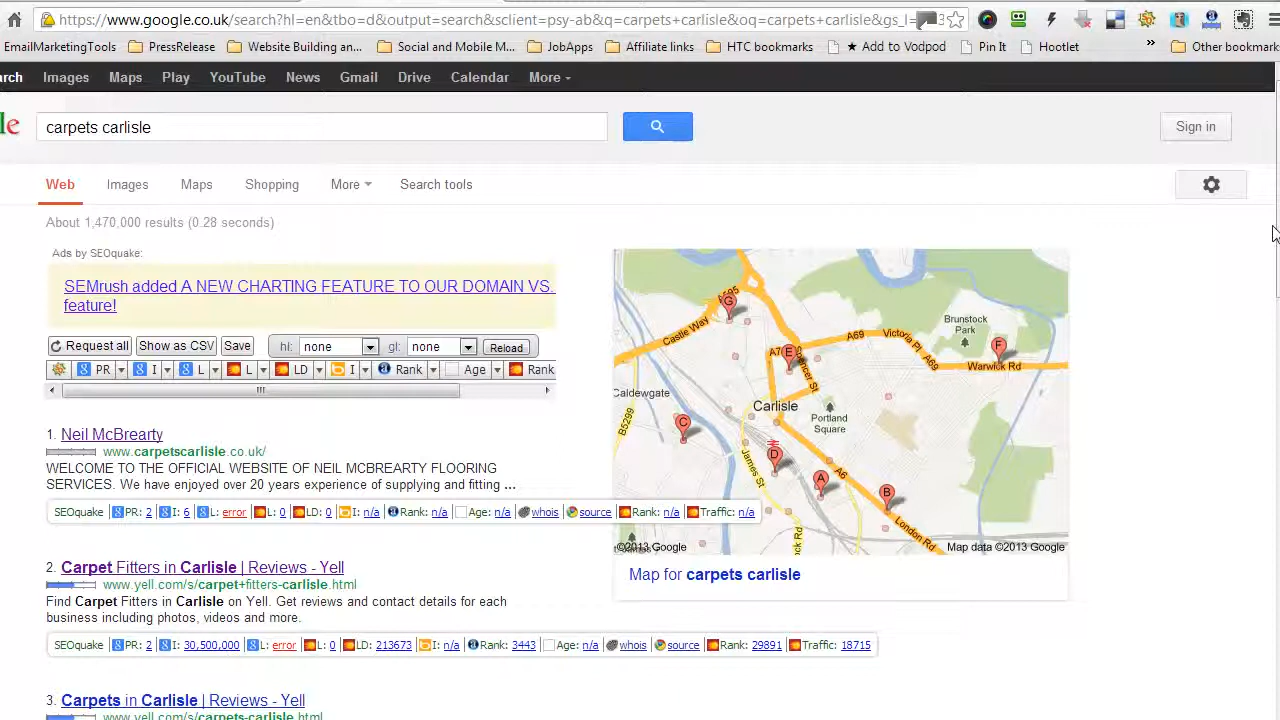 https://www.google.co.uk/search?hl=en&tbo=d&output=search&sclient=psy-ab&q=carpets+carlisle&oq=carpets+carlisle&gs_l=
EmailMarketingTools PressRelease Website Building an... Social and Mobile M... JobApps Affiliate links HTC bookmarks ★ Add to Vodpod Pin It Hootlet » Other bookmark
rch Images Maps Play YouTube News Gmail Drive Calendar More
le carpets carlisle Sign in
Web Images Maps Shopping More Search tools
About 1,470,000 results (0.28 seconds)
Ads by SEOquake:
SEMrush added A NEW CHARTING FEATURE TO OUR DOMAIN VS.
feature!
Request all Show as CSV Save hl: none gl: none Reload
PR I L L LD I Rank Age Rank
1. Neil McBrearty
www.carpetscarlisle.co.uk/
WELCOME TO THE OFFICIAL WEBSITE OF NEIL MCBREARTY FLOORING
SERVICES. We have enjoyed over 20 years experience of supplying and fitting ...
SEOquake PR: 2 I: 6 L: error L: 0 LD: 0 I: n/a Rank: n/a Age: n/a whois source Rank: n/a Traffic: n/a
2. Carpet Fitters in Carlisle | Reviews - Yell
www.yell.com/s/carpet+fitters-carlisle.html
Find Carpet Fitters in Carlisle on Yell. Get reviews and contact details for each
business including photos, videos and more.
SEOquake PR: 2 I: 30,500,000 L: error L: 0 LD: 213673 I: n/a Rank: 3443 Age: n/a whois source Rank: 29891 Traffic: 18715
3. Carpets in Carlisle | Reviews - Yell
www.yell.com/s/carpets-carlisle.html
A595
G
Castle Way
A69
Victoria Pl
A69
Brunstock
Park
F
Warwick Rd
A7
E
Caldewgate
B5299
C
Carlisle
Portland
Square
D
James St
A
A6
B
London Rd
©2013 Google
Map data ©2013 Google
Map for carpets carlisle